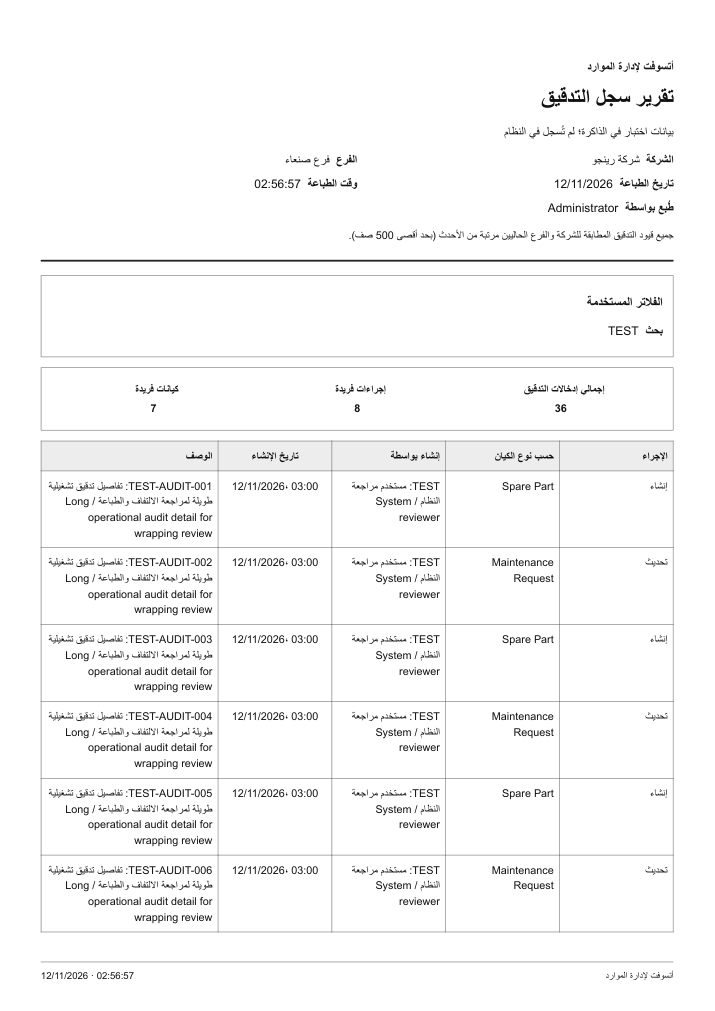 أتسوفت لإدارة الموارد
تقرير سجل التدقيق
بيانات اختبار في الذاكرة؛ لم تُسجل في النظام
الشركة شركة رينجو
الفرع فرع صنعاء
تاريخ الطباعة 12/11/2026
وقت الطباعة 02:56:57
طُبع بواسطة Administrator
جميع قيود التدقيق المطابقة للشركة والفرع الحاليين مرتبة من الأحدث (بحد أقصى 500 صف).
الفلاتر المستخدمة
بحث TEST
إجمالي إدخالات التدقيق
36
إجراءات فريدة
8
كيانات فريدة
7
الإجراء حسب نوع الكيان إنشاء بواسطة تاريخ الإنشاء الوصف
إنشاء
Spare Part
TEST: مستخدم مراجعة
النظام / System
reviewer
12/11/2026، 03:00
TEST-AUDIT-001: تفاصيل تدقيق تشغيلية
طويلة لمراجعة الالتفاف والطباعة / Long
operational audit detail for
wrapping review
تحديث
Maintenance
Request
TEST: مستخدم مراجعة
النظام / System
reviewer
12/11/2026، 03:00
TEST-AUDIT-002: تفاصيل تدقيق تشغيلية
طويلة لمراجعة الالتفاف والطباعة / Long
operational audit detail for
wrapping review
إنشاء
Spare Part
TEST: مستخدم مراجعة
النظام / System
reviewer
12/11/2026، 03:00
TEST-AUDIT-003: تفاصيل تدقيق تشغيلية
طويلة لمراجعة الالتفاف والطباعة / Long
operational audit detail for
wrapping review
تحديث
Maintenance
Request
TEST: مستخدم مراجعة
النظام / System
reviewer
12/11/2026، 03:00
TEST-AUDIT-004: تفاصيل تدقيق تشغيلية
طويلة لمراجعة الالتفاف والطباعة / Long
operational audit detail for
wrapping review
إنشاء
Spare Part
TEST: مستخدم مراجعة
النظام / System
reviewer
12/11/2026، 03:00
TEST-AUDIT-005: تفاصيل تدقيق تشغيلية
طويلة لمراجعة الالتفاف والطباعة / Long
operational audit detail for
wrapping review
تحديث
Maintenance
Request
TEST: مستخدم مراجعة
النظام / System
reviewer
12/11/2026، 03:00
TEST-AUDIT-006: تفاصيل تدقيق تشغيلية
طويلة لمراجعة الالتفاف والطباعة / Long
operational audit detail for
wrapping review
أتسوفت لإدارة الموارد
12/11/2026 · 02:56:57